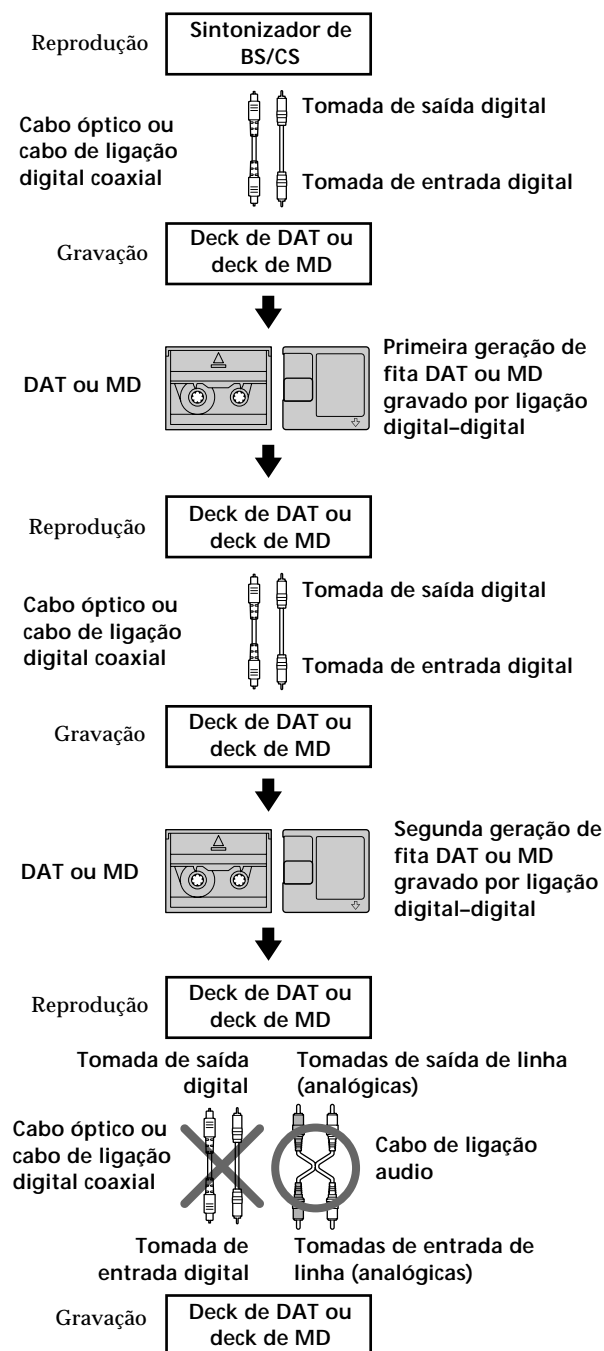 Reprodução
Sintonizador de
BS/CS
Cabo óptico ou
cabo de ligação
digital coaxial
Tomada de saída digital
Tomada de entrada digital
Gravação
Deck de DAT ou
deck de MD
DAT ou MD
Primeira geração de
fita DAT ou MD
gravado por ligação
digital–digital
Reprodução
Deck de DAT ou
deck de MD
Cabo óptico ou
cabo de ligação
digital coaxial
Tomada de saída digital
Tomada de entrada digital
Gravação
Deck de DAT ou
deck de MD
DAT ou MD
Segunda geração de
fita DAT ou MD
gravado por ligação
digital–digital
Reprodução
Deck de DAT ou
deck de MD
Tomada de saída
digital
Tomadas de saída de linha
(analógicas)
Cabo óptico ou
cabo de ligação
digital coaxial
Cabo de ligação
audio
Tomada de
entrada digital
Tomadas de entrada de
linha (analógicas)
Gravação
Deck de DAT ou
deck de MD